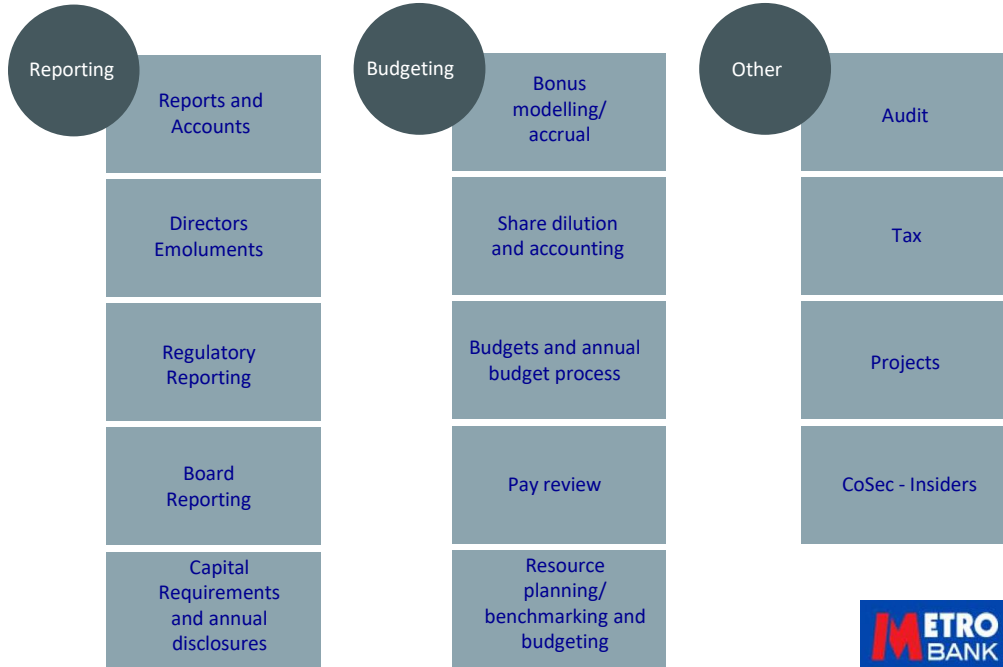 Reporting
Reports and
Accounts
Directors
Emoluments
Regulatory
Reporting
Board
Reporting
Capital
Requirements
and annual
disclosures
Budgeting
Bonus
modelling/
accrual
Share dilution
and accounting
Budgets and annual
budget process
Pay review
Resource
planning/
benchmarking and
budgeting
Other
Audit
Tax
Projects
CoSec - Insiders
METRO
BANK